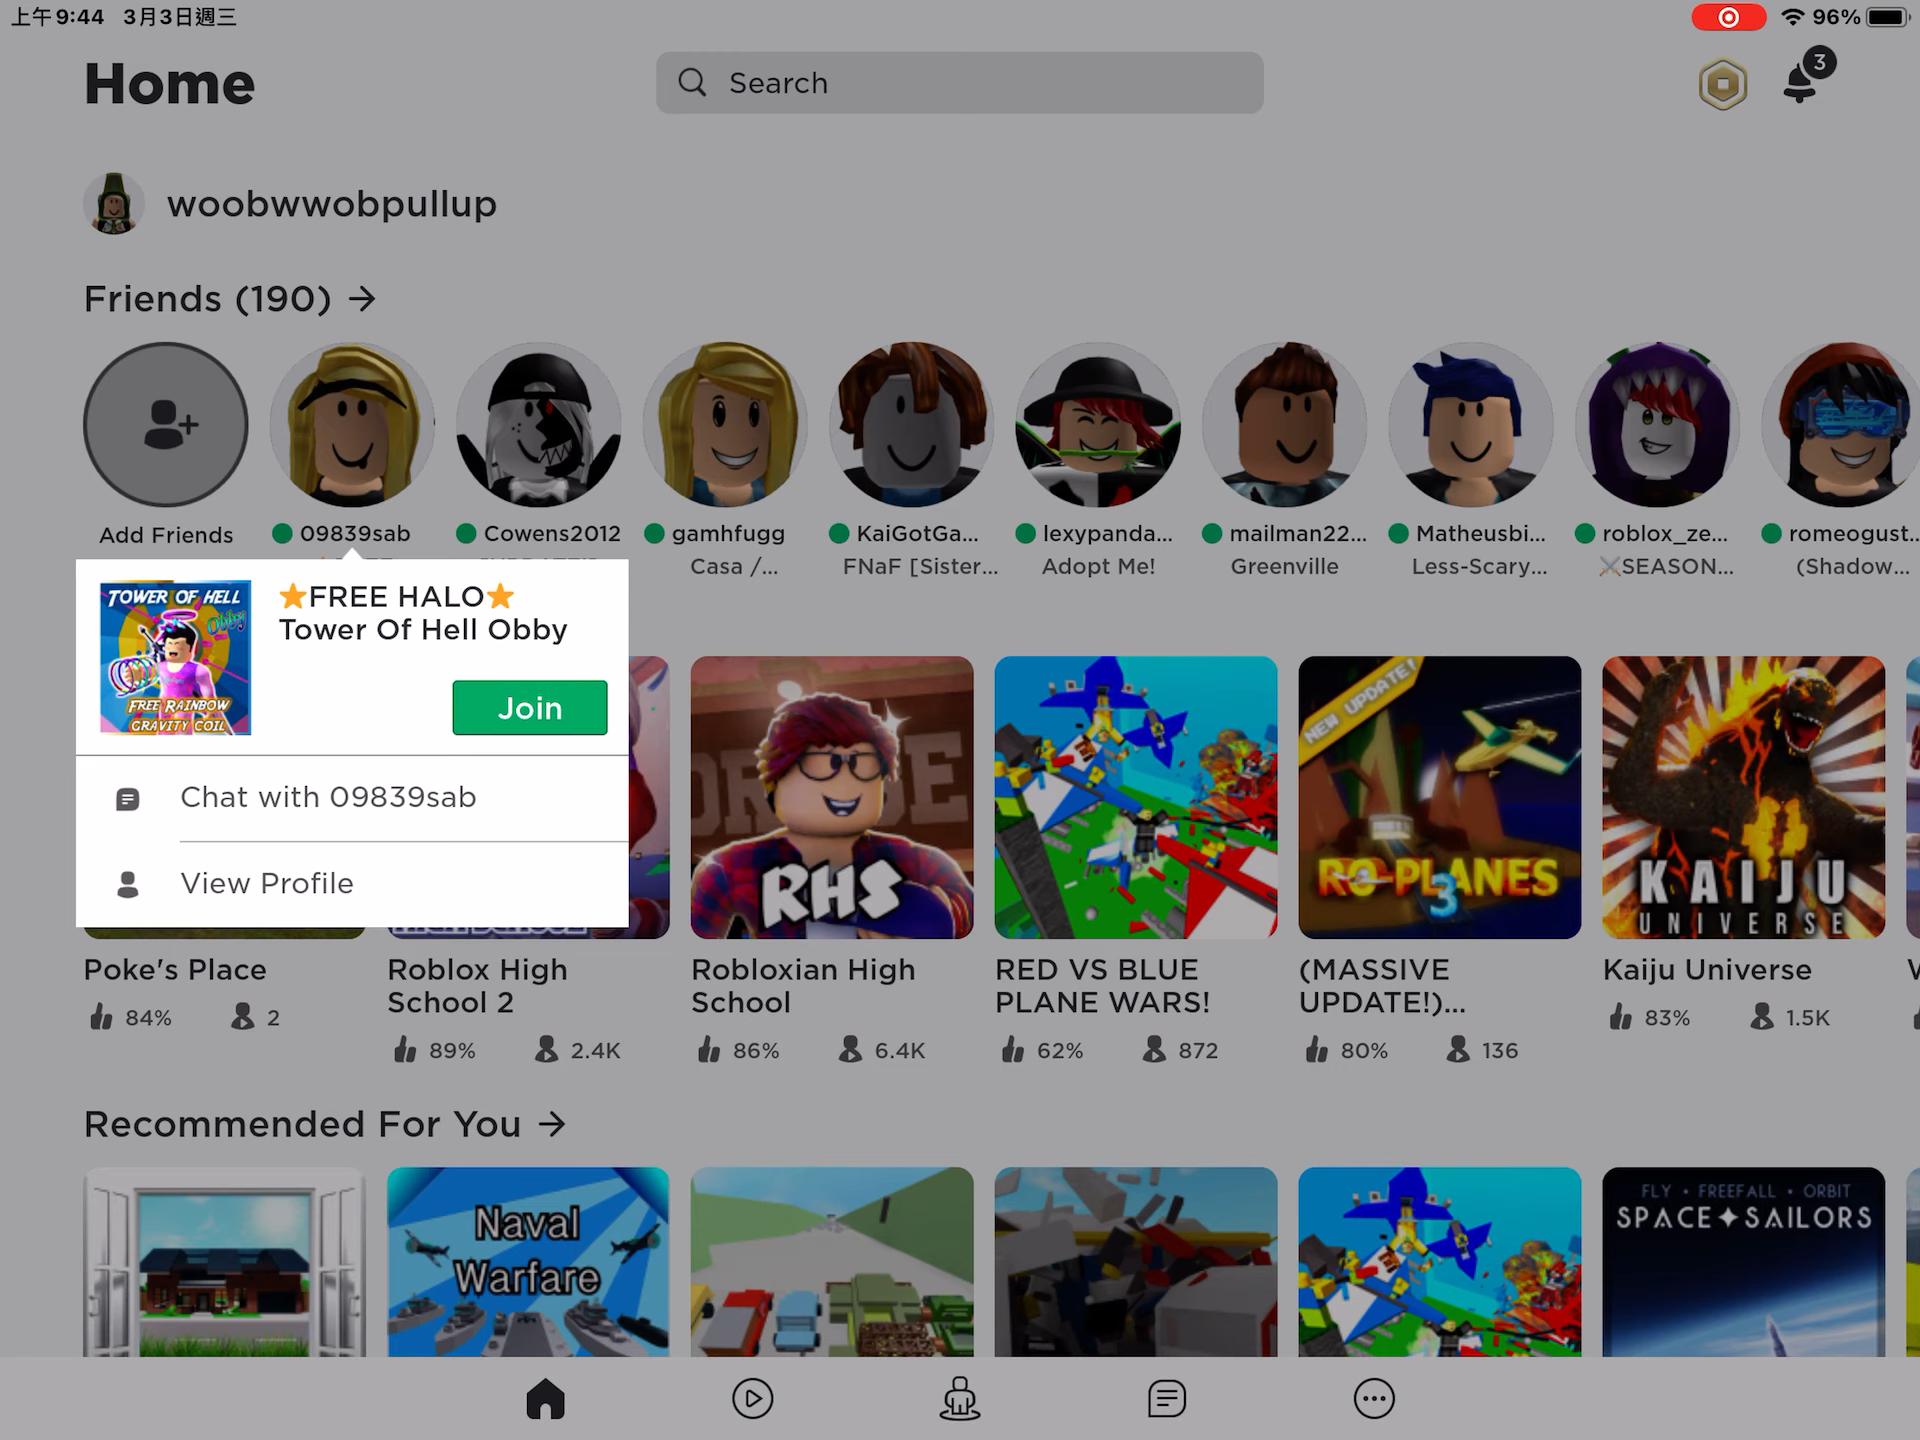 上午9:44 3月3日週三
96%
Home
Search
3
woobwwobpullup
Friends (190) →
Add Friends
09839sab
Cowens2012
gamhfugg
KaiGotGa...
lexypanda...
mailman22...
Matheusbi...
roblox_ze...
romeogust...
Casa /...
FNaF [Sister...
Adopt Me!
Greenville
Less-Scary...
⚔SEASON...
(Shadow...
TOWER OF HELL
Obby
FREE RAINBOW
GRAVITY COIL
⭐FREE HALO⭐
Tower Of Hell Obby
Join
Chat with 09839sab
View Profile
RHS
NEW UPDATE!
RO-PLANES
3
KAIJU
UNIVERSE
Poke's Place
84% 2
Roblox High
School 2
89% 2.4K
Robloxian High
School
86% 6.4K
RED VS BLUE
PLANE WARS!
62% 872
(MASSIVE
UPDATE!)...
80% 136
Kaiju Universe
83% 1.5K
Recommended For You →
Naval
Warfare
FLY • FREEFALL • ORBIT
SPACE✦SAILORS